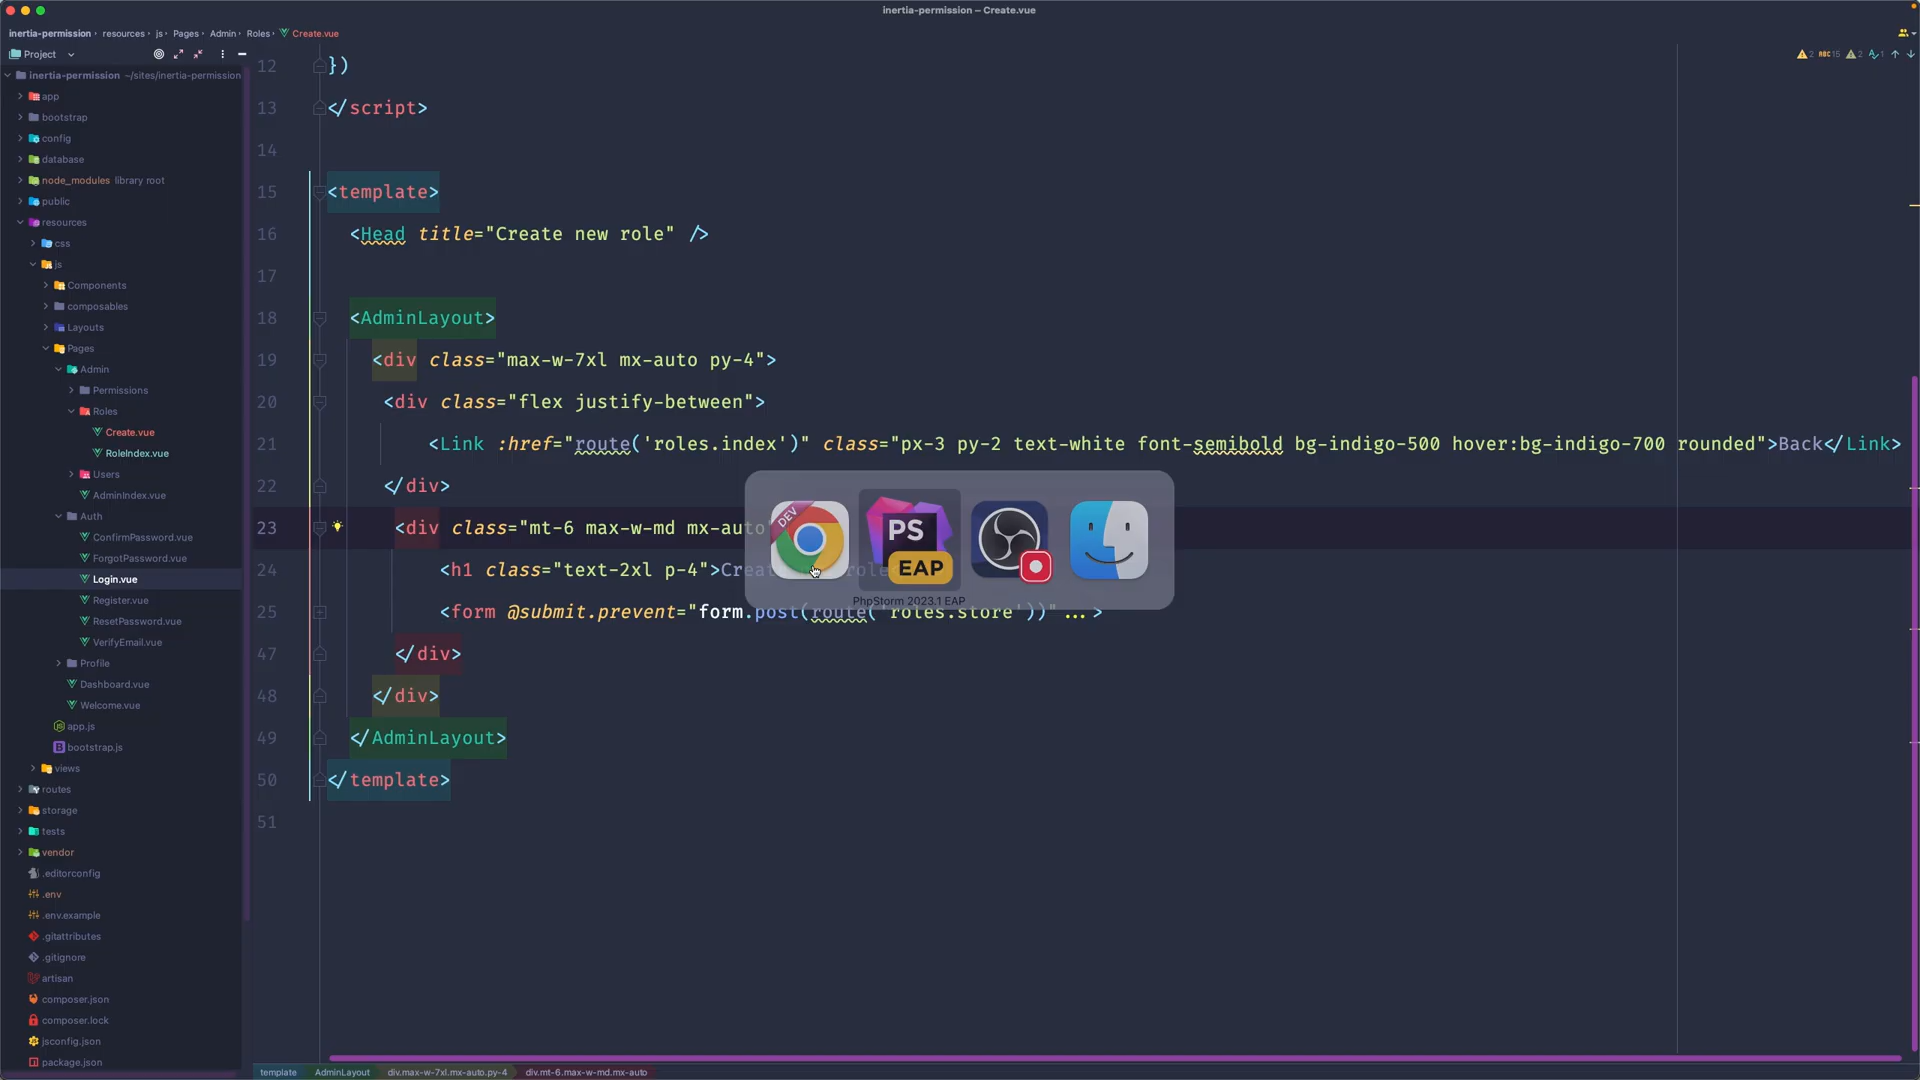 inertia-permission – Create.vue
inertia-permission › resources › js › Pages › Admin › Roles › Create.vue
Project
2 ABC 15 2 1
inertia-permission ~/sites/inertia-permission
app
bootstrap
config
database
node_modules library root
public
resources
css
js
Components
composables
Layouts
Pages
Admin
Permissions
Roles
Create.vue
RoleIndex.vue
Users
AdminIndex.vue
Auth
ConfirmPassword.vue
ForgotPassword.vue
Login.vue
Register.vue
ResetPassword.vue
VerifyEmail.vue
Profile
Dashboard.vue
Welcome.vue
app.js
bootstrap.js
views
routes
storage
tests
vendor
.editorconfig
.env
.env.example
.gitattributes
.gitignore
artisan
composer.json
composer.lock
jsconfig.json
package.json
12 })
13 </script>
14
15 <template>
16 <Head title="Create new role" />
17
18 <AdminLayout>
19 <div class="max-w-7xl mx-auto py-4">
20 <div class="flex justify-between">
21 <Link :href="route('roles.index')" class="px-3 py-2 text-white font-semibold bg-indigo-500 hover:bg-indigo-700 rounded">Back</Link>
22 </div>
23 <div class="mt-6 max-w-md mx-auto
24 <h1 class="text-2xl p-4">Create role
25 <form @submit.prevent="form.post(route('roles.store'))" ...>
47 </div>
48 </div>
49 </AdminLayout>
50 </template>
51
DEV
PS
EAP
PhpStorm 2023.1 EAP
template AdminLayout div.max-w-7xl.mx-auto.py-4 div.mt-6.max-w-md.mx-auto